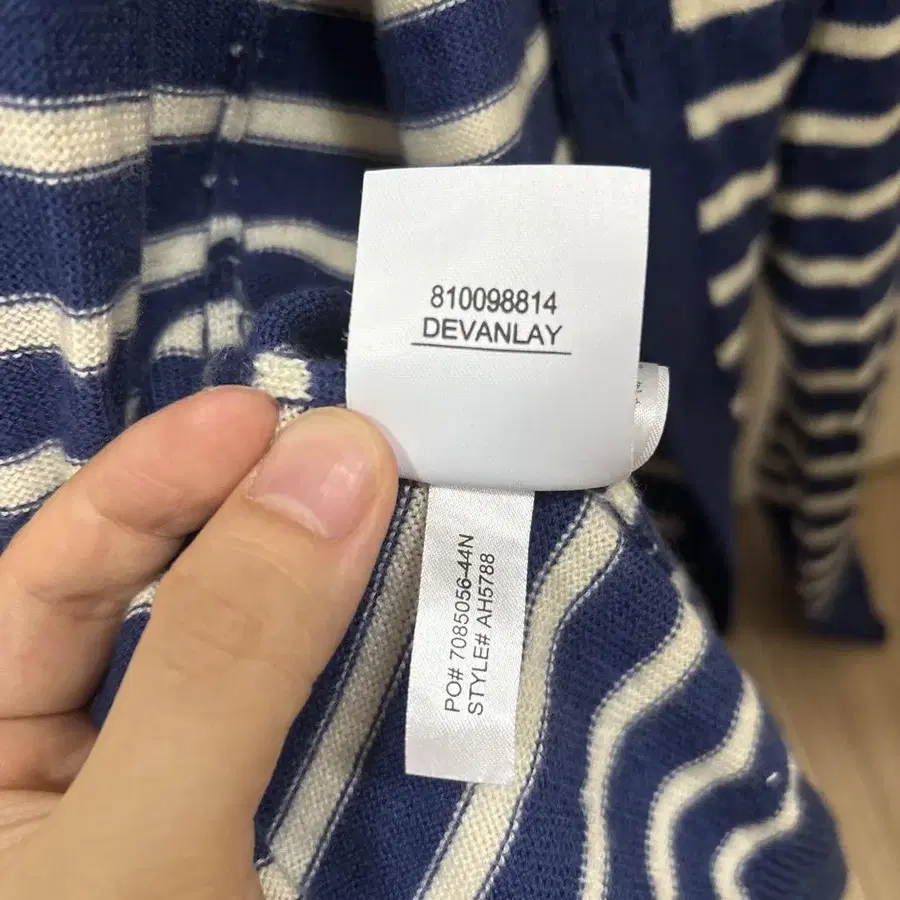 810098814
DEVANLAY
PO# 7085056-44N
STYLE# AH5788